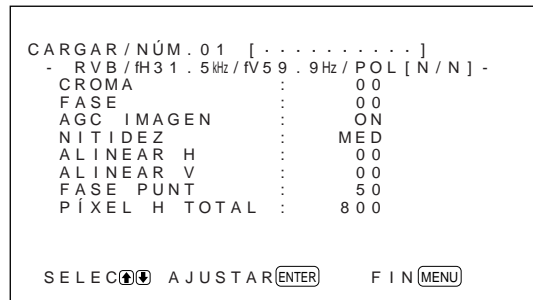 CARGAR/NÚM.01 [ · · · · · · · · · · ]
- RVB/fH31.5kHz/fV59.9Hz/POL[N/N]-
CROMA : 00
FASE : 00
AGC IMAGEN : ON
NITIDEZ : MED
ALINEAR H : 00
ALINEAR V : 00
FASE PUNT : 50
PÍXEL H TOTAL : 800
SELEC⬆⬇ AJUSTAR ENTER FIN MENU